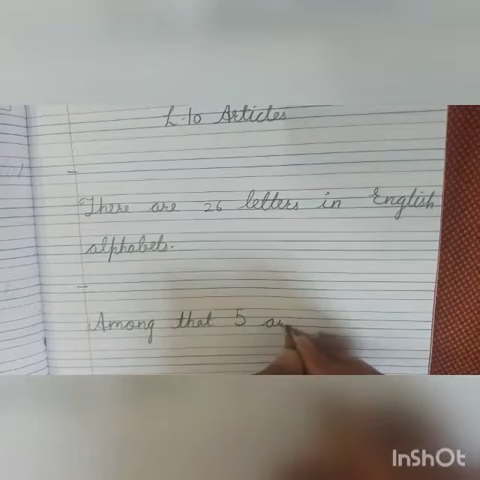 L.10 Articles
There are 26 letters in English
alphabets.
Among that 5 a
InShOt